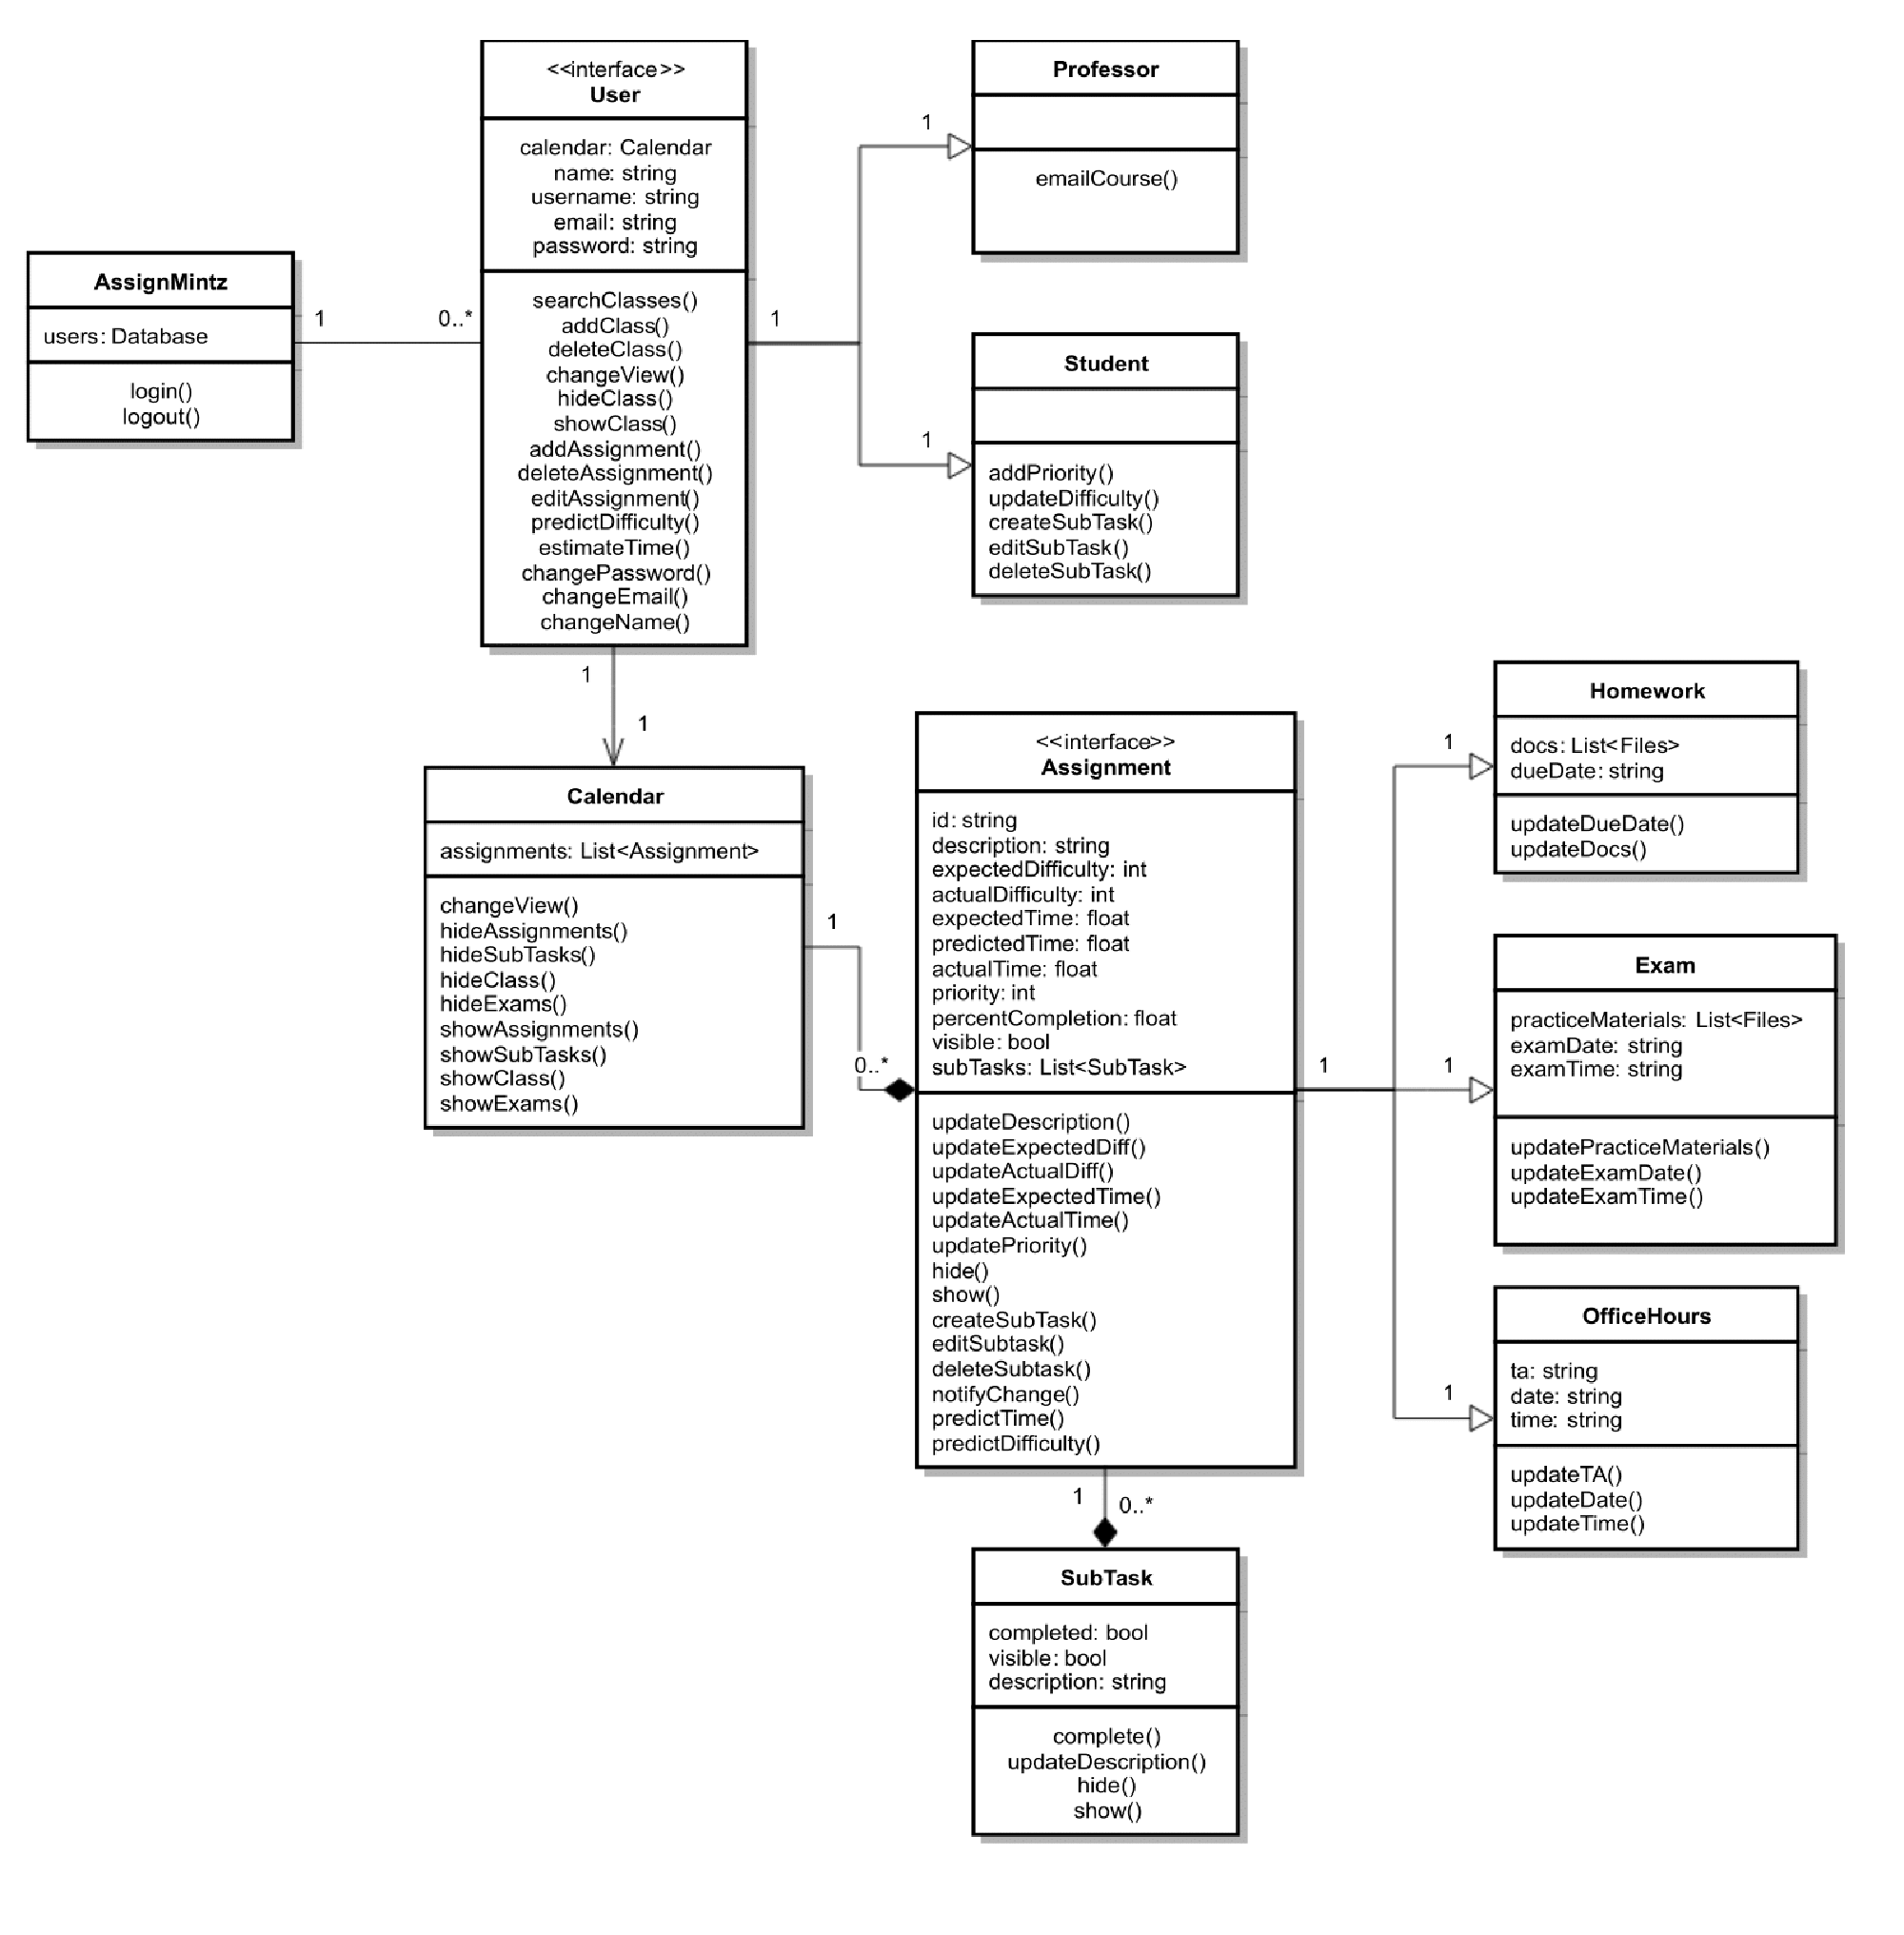 <<interface>>
User
calendar: Calendar
name: string
username: string
email: string
password: string
searchClasses()
addClass()
deleteClass()
changeView()
hideClass()
showClass()
addAssignment()
deleteAssignment()
editAssignment()
predictDifficulty()
estimateTime()
changePassword()
changeEmail()
changeName()
Professor
emailCourse()
AssignMintz
users: Database
login()
logout()
1
0..*
1
1
1
Student
addPriority()
updateDifficulty()
createSubTask()
editSubTask()
deleteSubTask()
1
1
Calendar
assignments: List<Assignment>
changeView()
hideAssignments()
hideSubTasks()
hideClass()
hideExams()
showAssignments()
showSubTasks()
showClass()
showExams()
1
0..*
<<interface>>
Assignment
id: string
description: string
expectedDifficulty: int
actualDifficulty: int
expectedTime: float
predictedTime: float
actualTime: float
priority: int
percentCompletion: float
visible: bool
subTasks: List<SubTask>
updateDescription()
updateExpectedDiff()
updateActualDiff()
updateExpectedTime()
updateActualTime()
updatePriority()
hide()
show()
createSubTask()
editSubtask()
deleteSubtask()
notifyChange()
predictTime()
predictDifficulty()
1
1
1
1
Homework
docs: List<Files>
dueDate: string
updateDueDate()
updateDocs()
Exam
practiceMaterials: List<Files>
examDate: string
examTime: string
updatePracticeMaterials()
updateExamDate()
updateExamTime()
OfficeHours
ta: string
date: string
time: string
updateTA()
updateDate()
updateTime()
1
0..*
SubTask
completed: bool
visible: bool
description: string
complete()
updateDescription()
hide()
show()